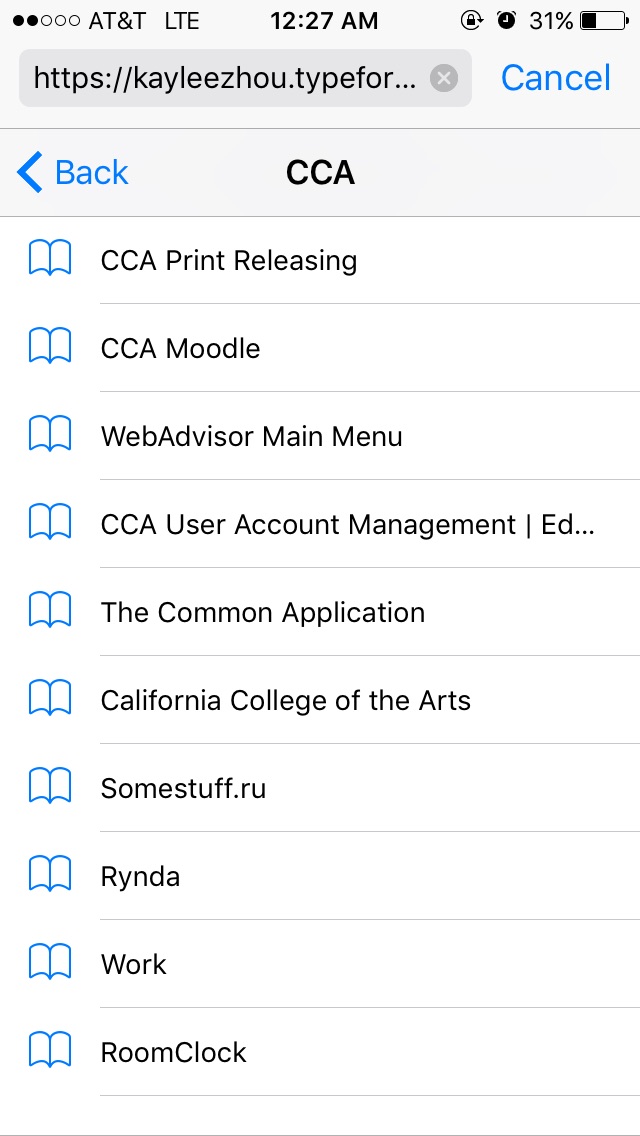 AT&T LTE 12:27 AM 31%
https://kayleezhou.typefor... Cancel
Back CCA
CCA Print Releasing
CCA Moodle
WebAdvisor Main Menu
CCA User Account Management | Ed...
The Common Application
California College of the Arts
Somestuff.ru
Rynda
Work
RoomClock